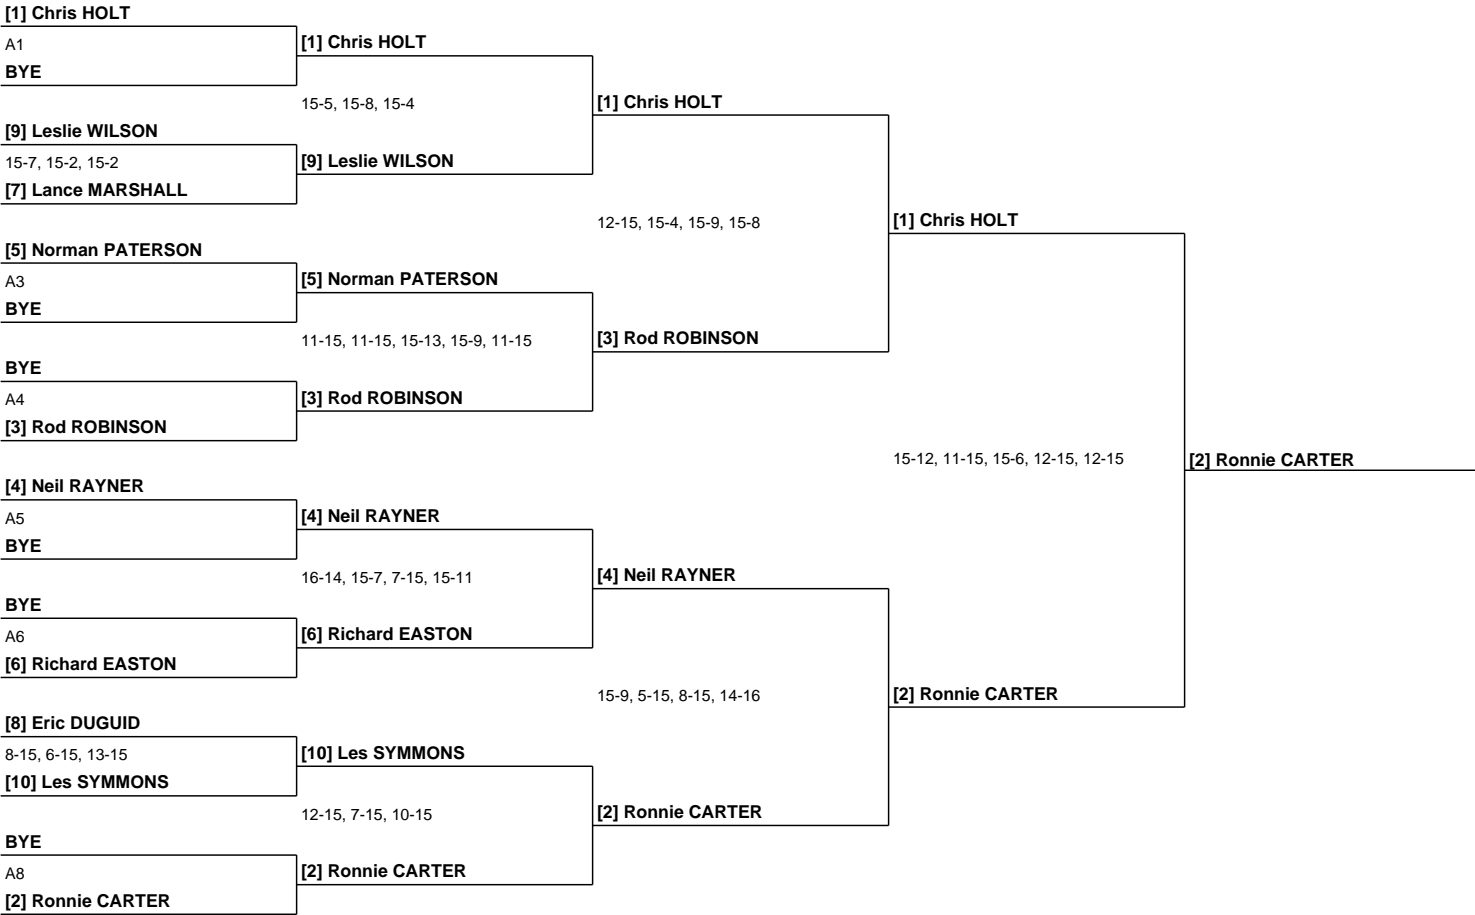 [1] Chris HOLT
A1
BYE
[9] Leslie WILSON
15-7, 15-2, 15-2
[7] Lance MARSHALL
[5] Norman PATERSON
A3
BYE
BYE
A4
[3] Rod ROBINSON
[4] Neil RAYNER
A5
BYE
BYE
A6
[6] Richard EASTON
[8] Eric DUGUID
8-15, 6-15, 13-15
[10] Les SYMMONS
BYE
A8
[2] Ronnie CARTER
[1] Chris HOLT
15-5, 15-8, 15-4
[9] Leslie WILSON
[5] Norman PATERSON
11-15, 11-15, 15-13, 15-9, 11-15
[3] Rod ROBINSON
[4] Neil RAYNER
16-14, 15-7, 7-15, 15-11
[6] Richard EASTON
[10] Les SYMMONS
12-15, 7-15, 10-15
[2] Ronnie CARTER
[1] Chris HOLT
12-15, 15-4, 15-9, 15-8
[3] Rod ROBINSON
[4] Neil RAYNER
15-9, 5-15, 8-15, 14-16
[2] Ronnie CARTER
[1] Chris HOLT
15-12, 11-15, 15-6, 12-15, 12-15
[2] Ronnie CARTER
[2] Ronnie CARTER